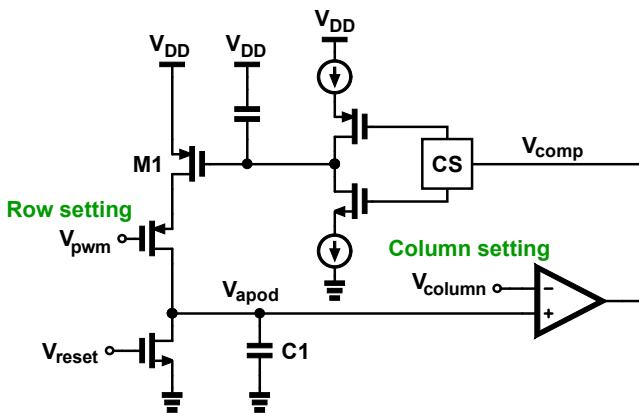 VDD
VDD
VDD
M1
CS
Vcomp
Row setting
Vpwm
Column setting
Vcolumn
−
+
Vapod
Vreset
C1